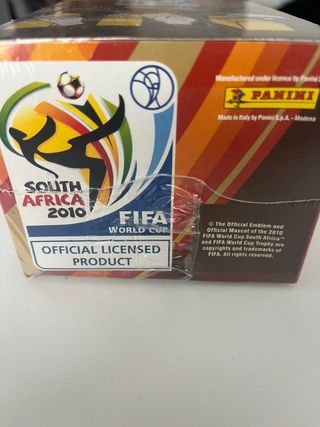 Manufactured under licence by Panini
PANINI
Made in Italy by Panini S.p.A. - Modena
SOUTH
AFRICA
2010
FIFA
WORLD CUP
OFFICIAL LICENSED
PRODUCT
© The Official Emblem and
Official Mascot of the 2010
FIFA World Cup South Africa™
and FIFA World Cup Trophy are
copyrights and trademarks of
FIFA. All rights reserved.